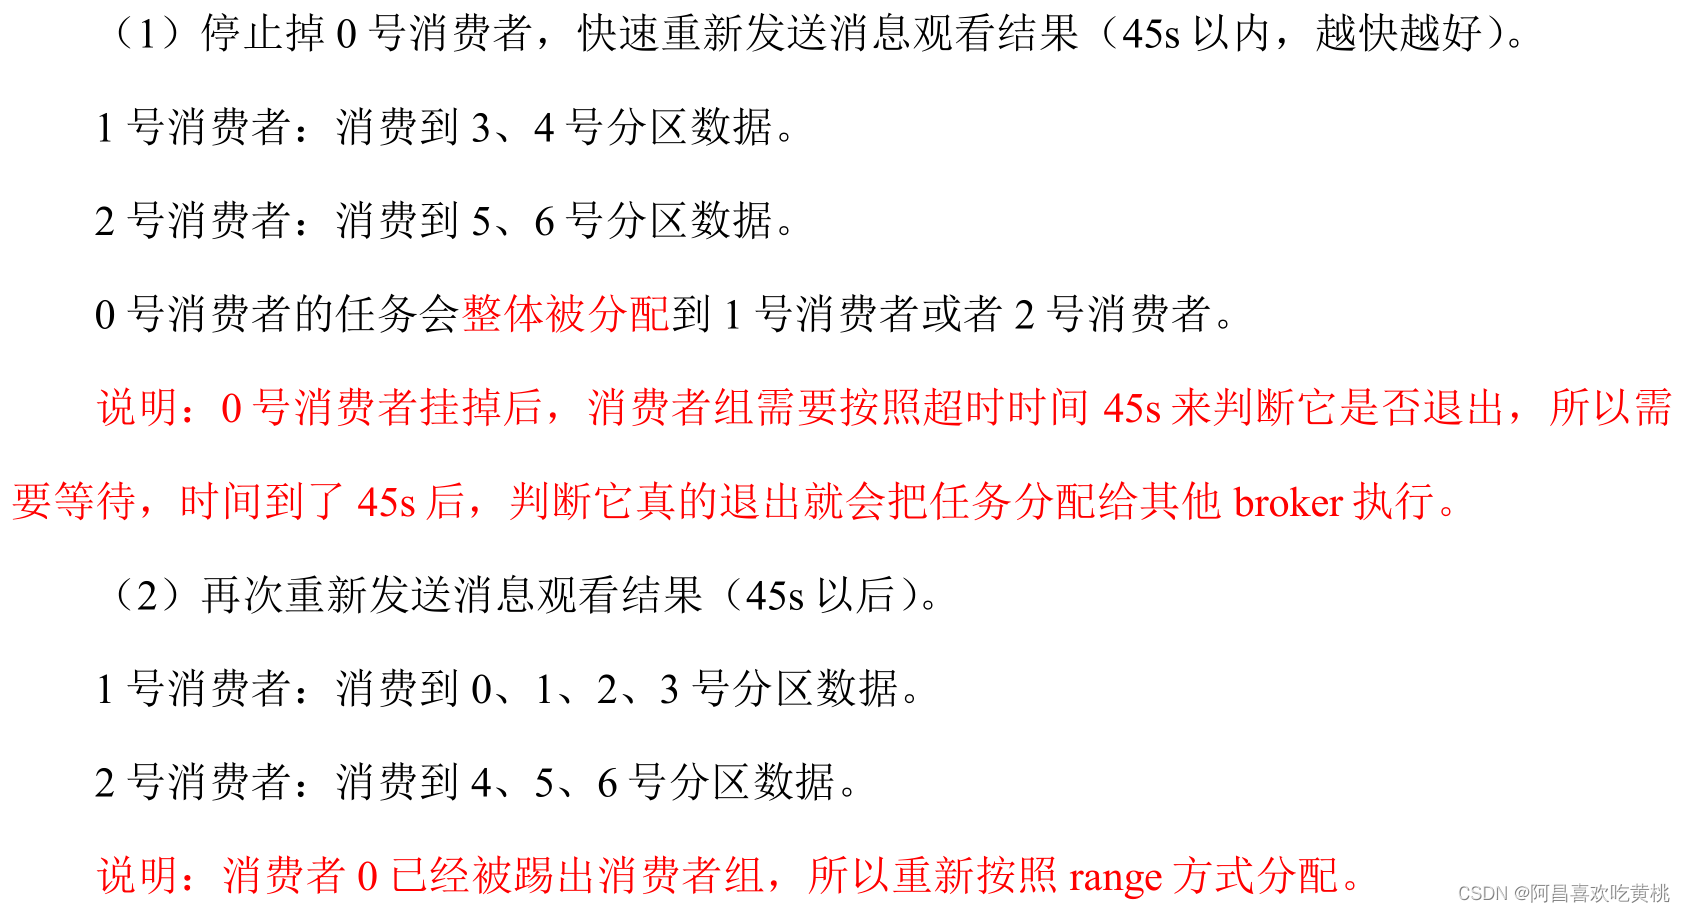 （1）停止掉 0 号消费者，快速重新发送消息观看结果（45s 以内，越快越好）。
1 号消费者：消费到 3、4 号分区数据。
2 号消费者：消费到 5、6 号分区数据。
0 号消费者的任务会整体被分配到 1 号消费者或者 2 号消费者。
说明：0 号消费者挂掉后，消费者组需要按照超时时间 45s 来判断它是否退出，所以需
要等待，时间到了 45s 后，判断它真的退出就会把任务分配给其他 broker 执行。
（2）再次重新发送消息观看结果（45s 以后）。
1 号消费者：消费到 0、1、2、3 号分区数据。
2 号消费者：消费到 4、5、6 号分区数据。
说明：消费者 0 已经被踢出消费者组，所以重新按照 range 方式分配。
CSDN @阿昌喜欢吃黄桃